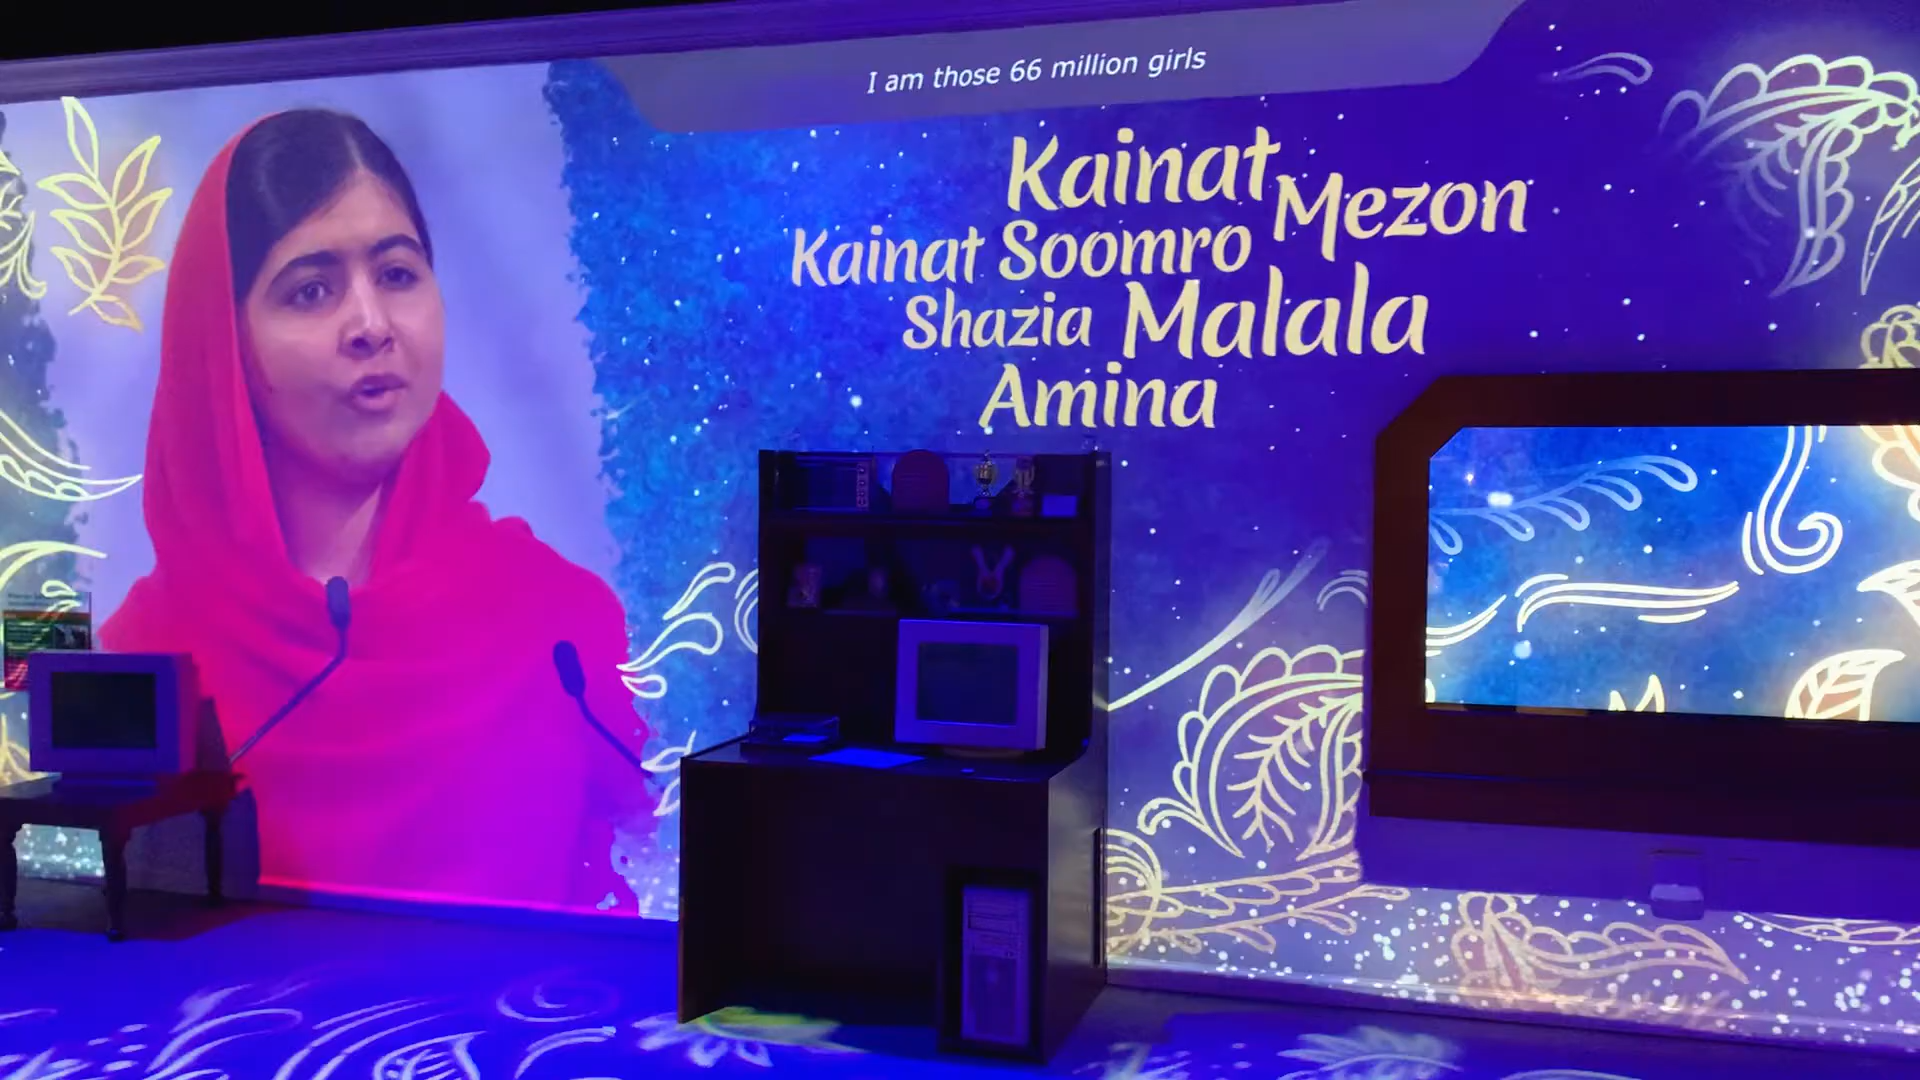 I am those 66 million girls
Kainat
Mezon
Kainat Soomro
Shazia Malala
Amina